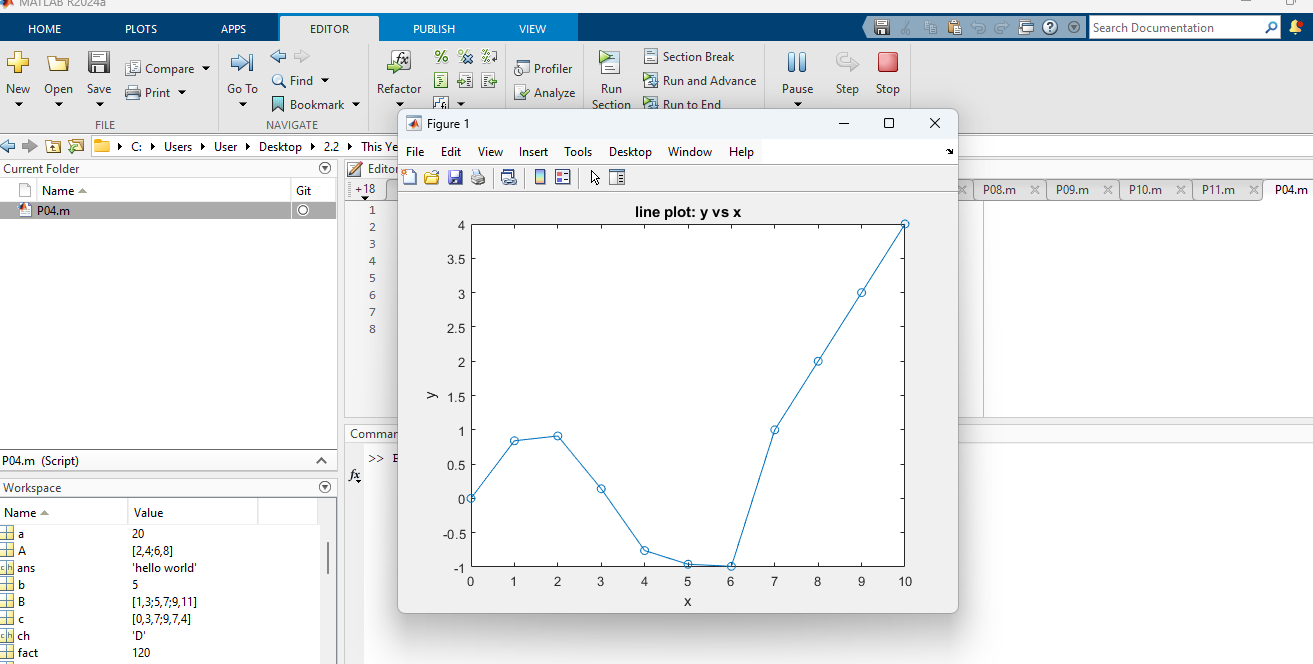 MATLAB R2024a
HOME PLOTS APPS EDITOR PUBLISH VIEW
Search Documentation
New Open Save Compare Print
Go To Find Bookmark
Refactor
Profiler
Analyze
Run Section
Section Break
Run and Advance
Run to End
Pause Step Stop
FILE NAVIGATE
C: Users User Desktop 2.2
Current Folder
Name Git
P04.m
P04.m (Script)
Workspace
Name Value
a 20
A [2,4;6,8]
ans 'hello world'
b 5
B [1,3;5,7;9,11]
c [0,3,7;9,7,4]
ch 'D'
fact 120
+18
P08.m P09.m P10.m P11.m P04.m
1
2
3
4
5
6
7
8
>>
fx
Figure 1
File Edit View Insert Tools Desktop Window Help
line plot: y vs x
4
3.5
3
2.5
2
1.5
1
0.5
0
-0.5
-1
y
0 1 2 3 4 5 6 7 8 9 10
x